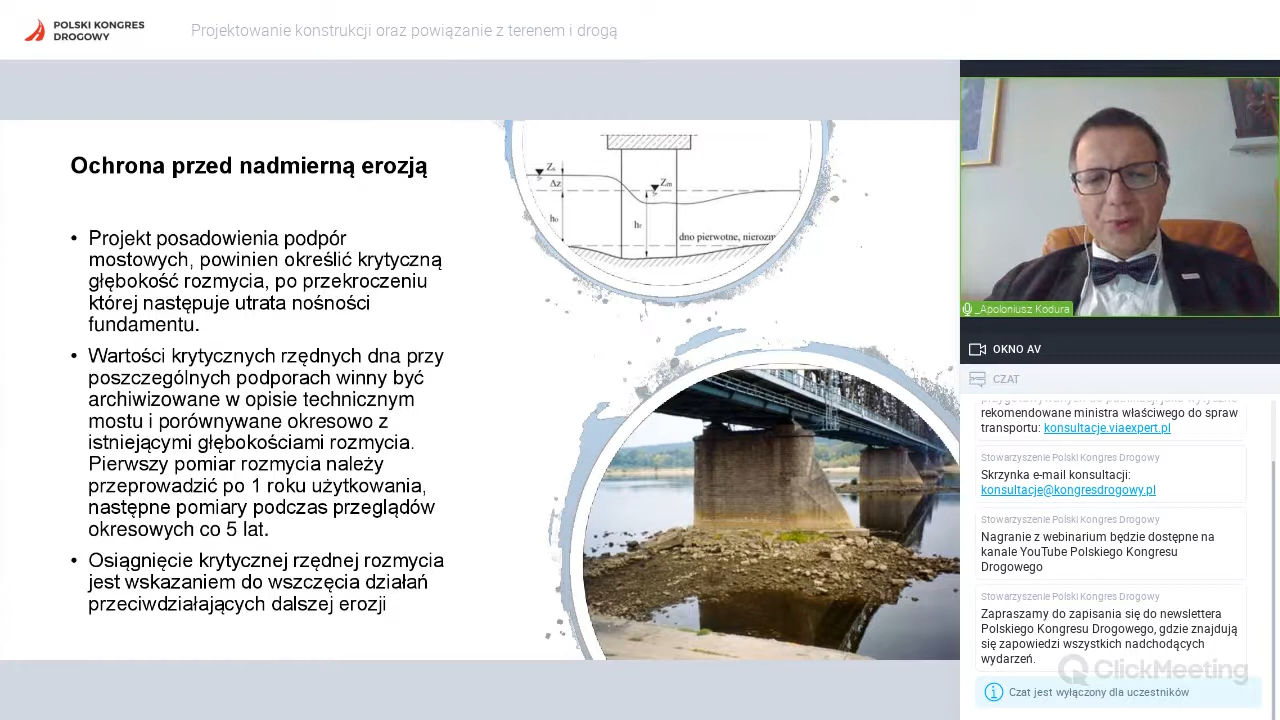 POLSKI KONGRES
DROGOWY
Projektowanie konstrukcji oraz powiązanie z terenem i drogą
Ochrona przed nadmierną erozją
• Projekt posadowienia podpór
mostowych, powinien określić krytyczną
głębokość rozmycia, po przekroczeniu
której następuje utrata nośności
fundamentu.
• Wartości krytycznych rzędnych dna przy
poszczególnych podporach winny być
archiwizowane w opisie technicznym
mostu i porównywane okresowo z
istniejącymi głębokościami rozmycia.
Pierwszy pomiar rozmycia należy
przeprowadzić po 1 roku użytkowania,
następne pomiary podczas przeglądów
okresowych co 5 lat.
• Osiągnięcie krytycznej rzędnej rozmycia
jest wskazaniem do wszczęcia działań
przeciwdziałających dalszej erozji
Δz
Zm
dno pierwotne,
_Apoloniusz Kodura
OKNO AV
CZAT
rekomendowane ministra właściwego do spraw
transportu: konsultacje.viaexpert.pl
Stowarzyszenie Polski Kongres Drogowy
Skrzynka e-mail konsultacji:
konsultacje@kongresdrogowy.pl
Stowarzyszenie Polski Kongres Drogowy
Nagranie z webinarium będzie dostępne na
kanale YouTube Polskiego Kongresu
Drogowego
Stowarzyszenie Polski Kongres Drogowy
Zapraszamy do zapisania się do newslettera
Polskiego Kongresu Drogowego, gdzie znajdują
się zapowiedzi wszystkich nadchodzących
wydarzeń.
ClickMeeting
Czat jest wyłączony dla uczestników